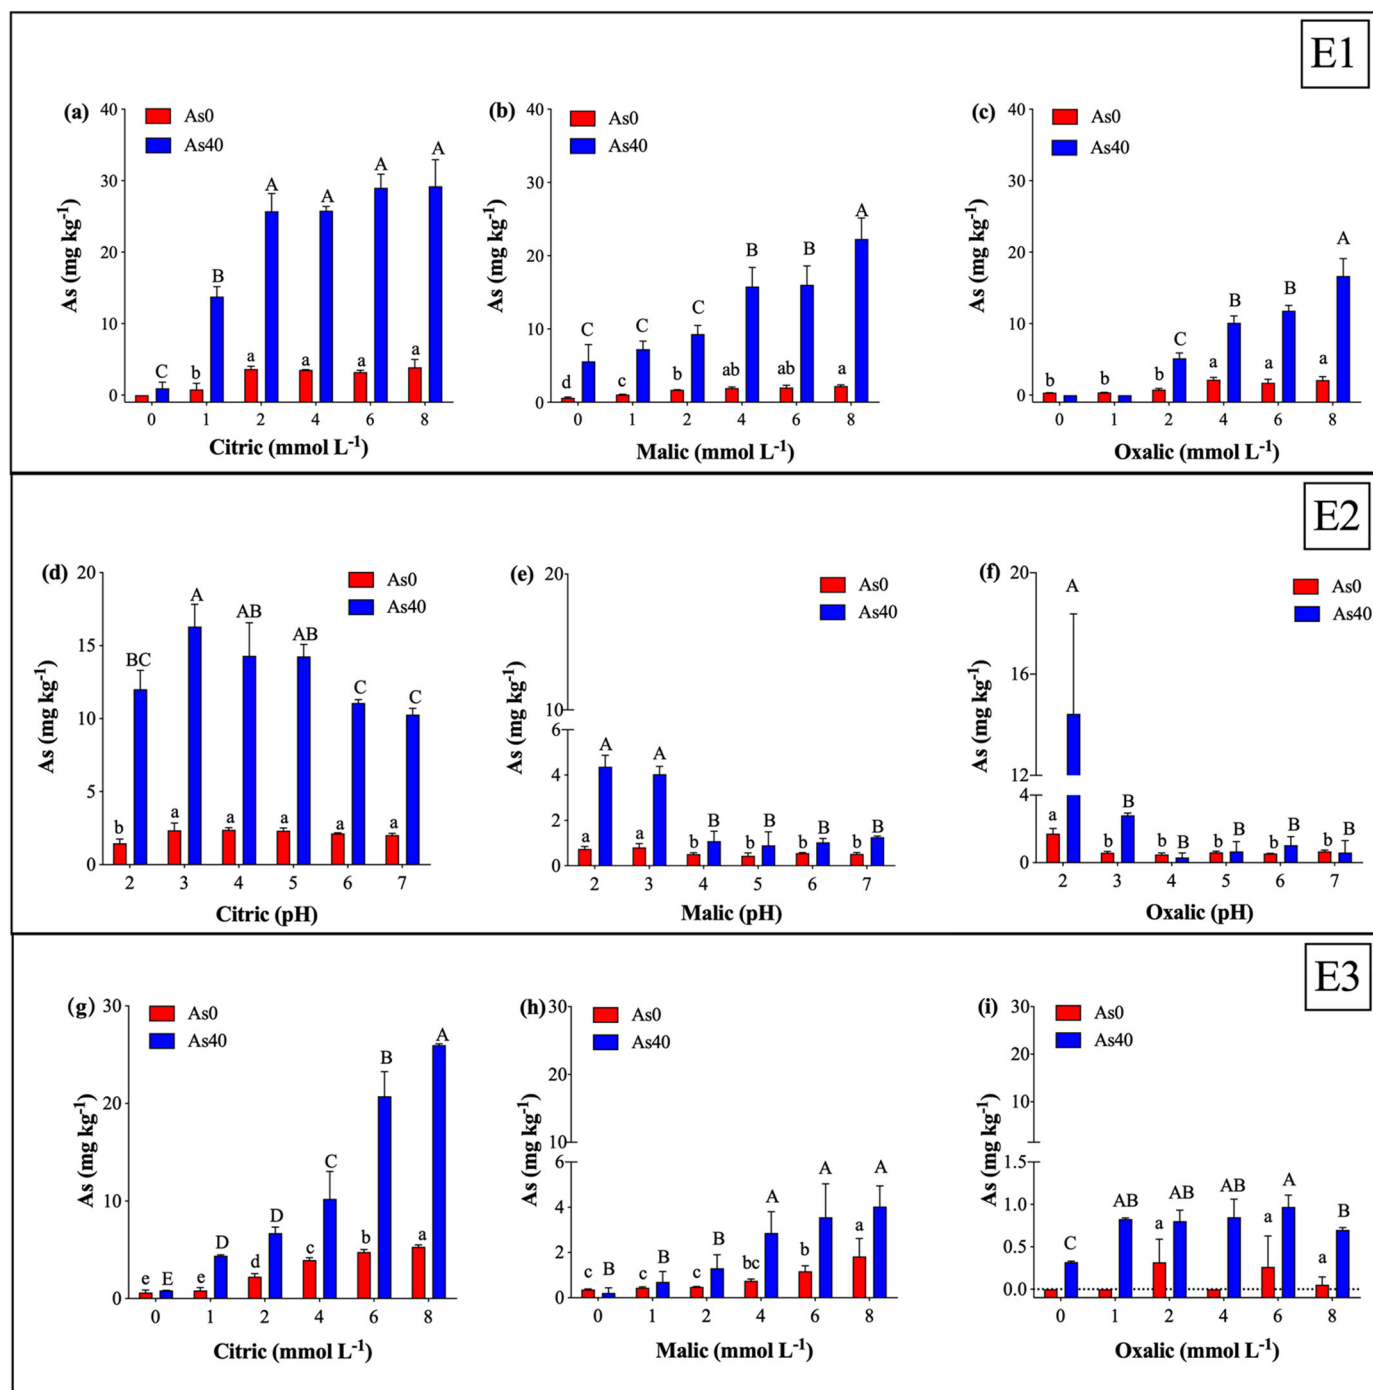 E1
(a)
As0
As40
As (mg kg-1)
40
30
20
10
0
C
b
B
a
A
a
A
a
A
a
A
0 1 2 4 6 8
Citric (mmol L-1)
(b)
As0
As40
As (mg kg-1)
40
30
20
10
0
d
C
c
C
b
C
ab
B
ab
B
a
A
0 1 2 4 6 8
Malic (mmol L-1)
(c)
As0
As40
As (mg kg-1)
40
30
20
10
0
b
b
b
C
a
B
a
B
a
A
0 1 2 4 6 8
Oxalic (mmol L-1)
E2
(d)
As0
As40
As (mg kg-1)
20
15
10
5
0
b
BC
a
A
a
AB
a
AB
a
C
a
C
2 3 4 5 6 7
Citric (pH)
(e)
As0
As40
As (mg kg-1)
20
10
6
4
2
0
a
A
a
A
b
B
b
B
b
B
b
B
2 3 4 5 6 7
Malic (pH)
(f)
As0
As40
As (mg kg-1)
20
16
12
4
0
a
A
b
B
b
B
b
B
b
B
b
B
2 3 4 5 6 7
Oxalic (pH)
E3
(g)
As0
As40
As (mg kg-1)
30
20
10
0
e
E
e
D
d
D
c
C
b
B
a
A
0 1 2 4 6 8
Citric (mmol L-1)
(h)
As0
As40
As (mg kg-1)
30
20
10
6
4
2
0
c
B
c
B
c
B
bc
A
b
A
a
A
0 1 2 4 6 8
Malic (mmol L-1)
(i)
As0
As40
As (mg kg-1)
30
20
10
1.5
1.0
0.5
0.0
C
AB
a
AB
AB
a
A
a
B
0 1 2 4 6 8
Oxalic (mmol L-1)